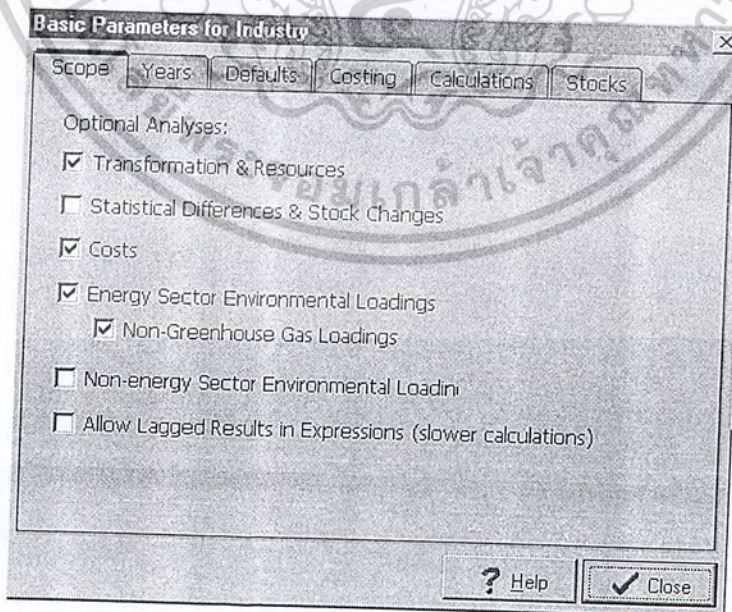 Basic Parameters for Industry
Scope Years Defaults Costing Calculations Stocks
Optional Analyses:
Transformation & Resources
Statistical Differences & Stock Changes
Costs
Energy Sector Environmental Loadings
Non-Greenhouse Gas Loadings
Non-energy Sector Environmental Loadin
Allow Lagged Results in Expressions (slower calculations)
? Help Close